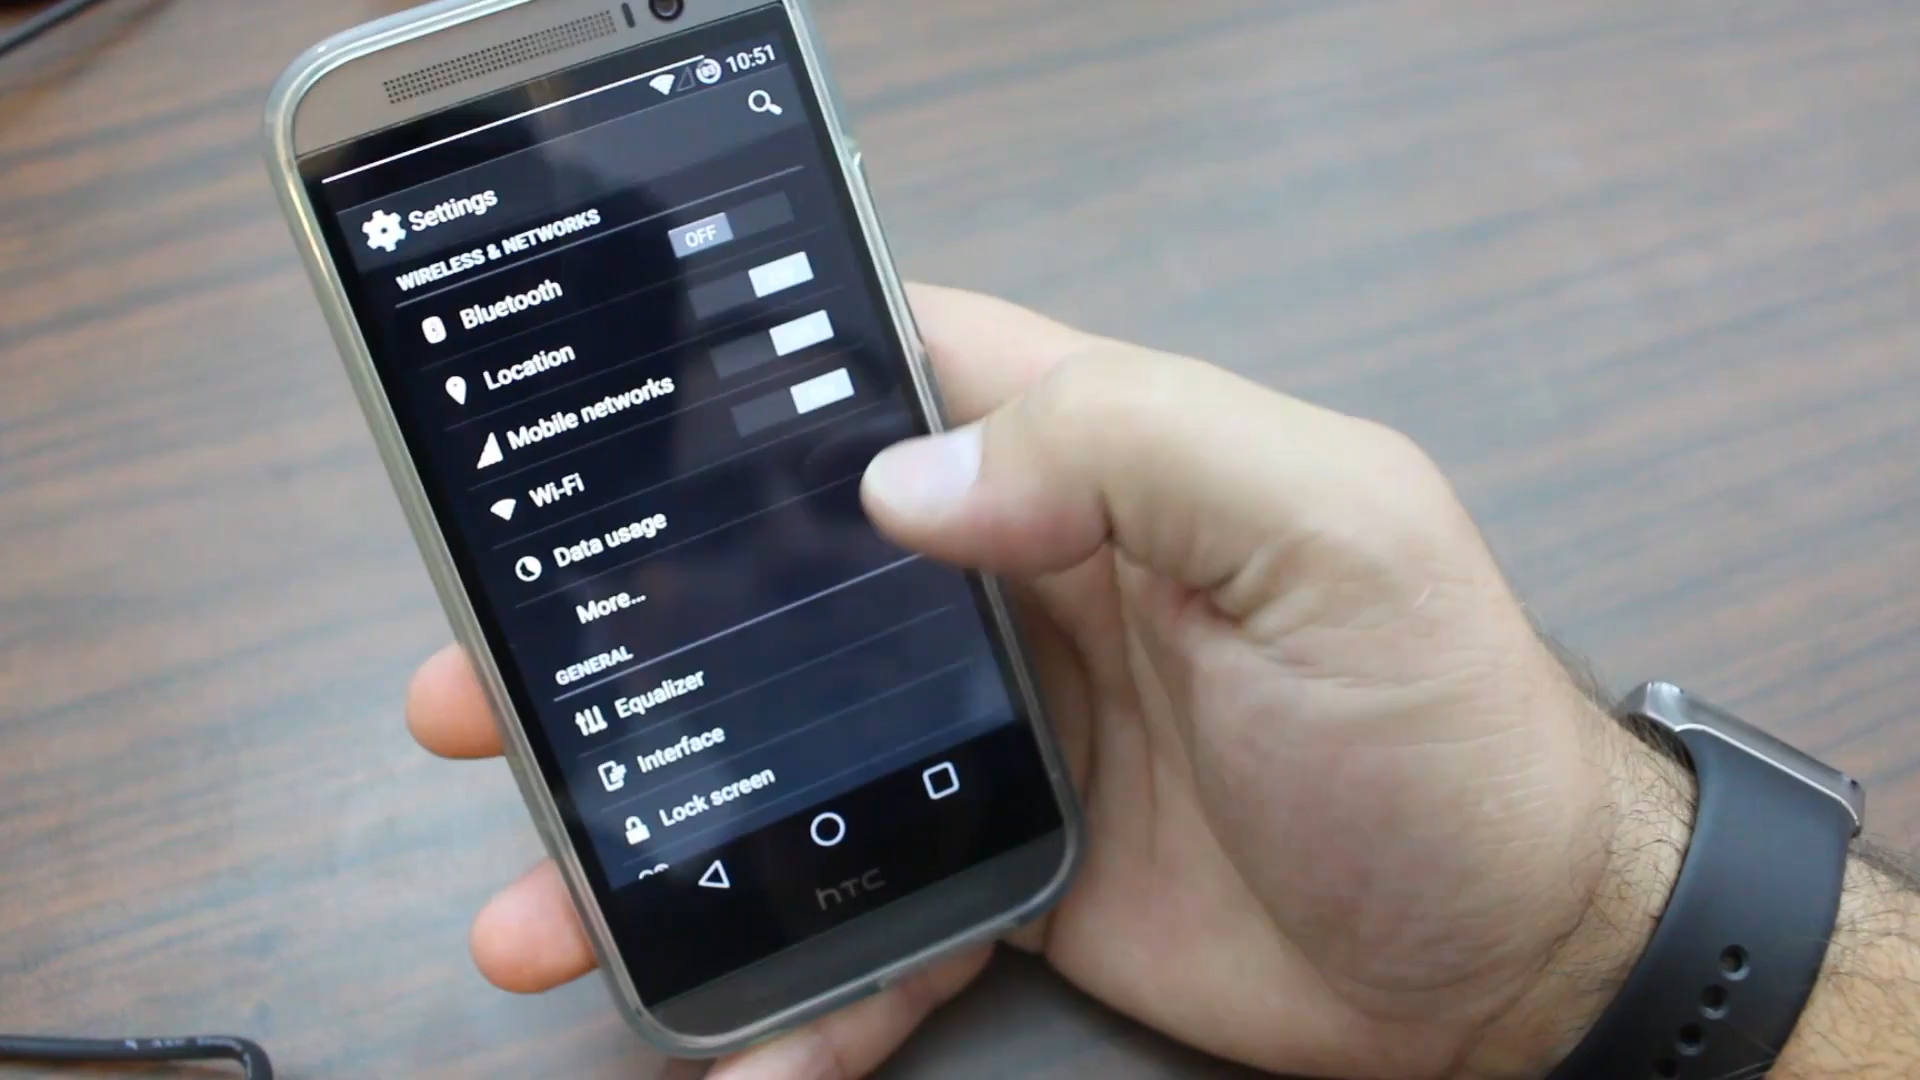 83 10:51
Settings
WIRELESS & NETWORKS
Bluetooth OFF
Location
Mobile networks
Wi-Fi
Data usage
More...
GENERAL
Equalizer
Interface
Lock screen
hTC